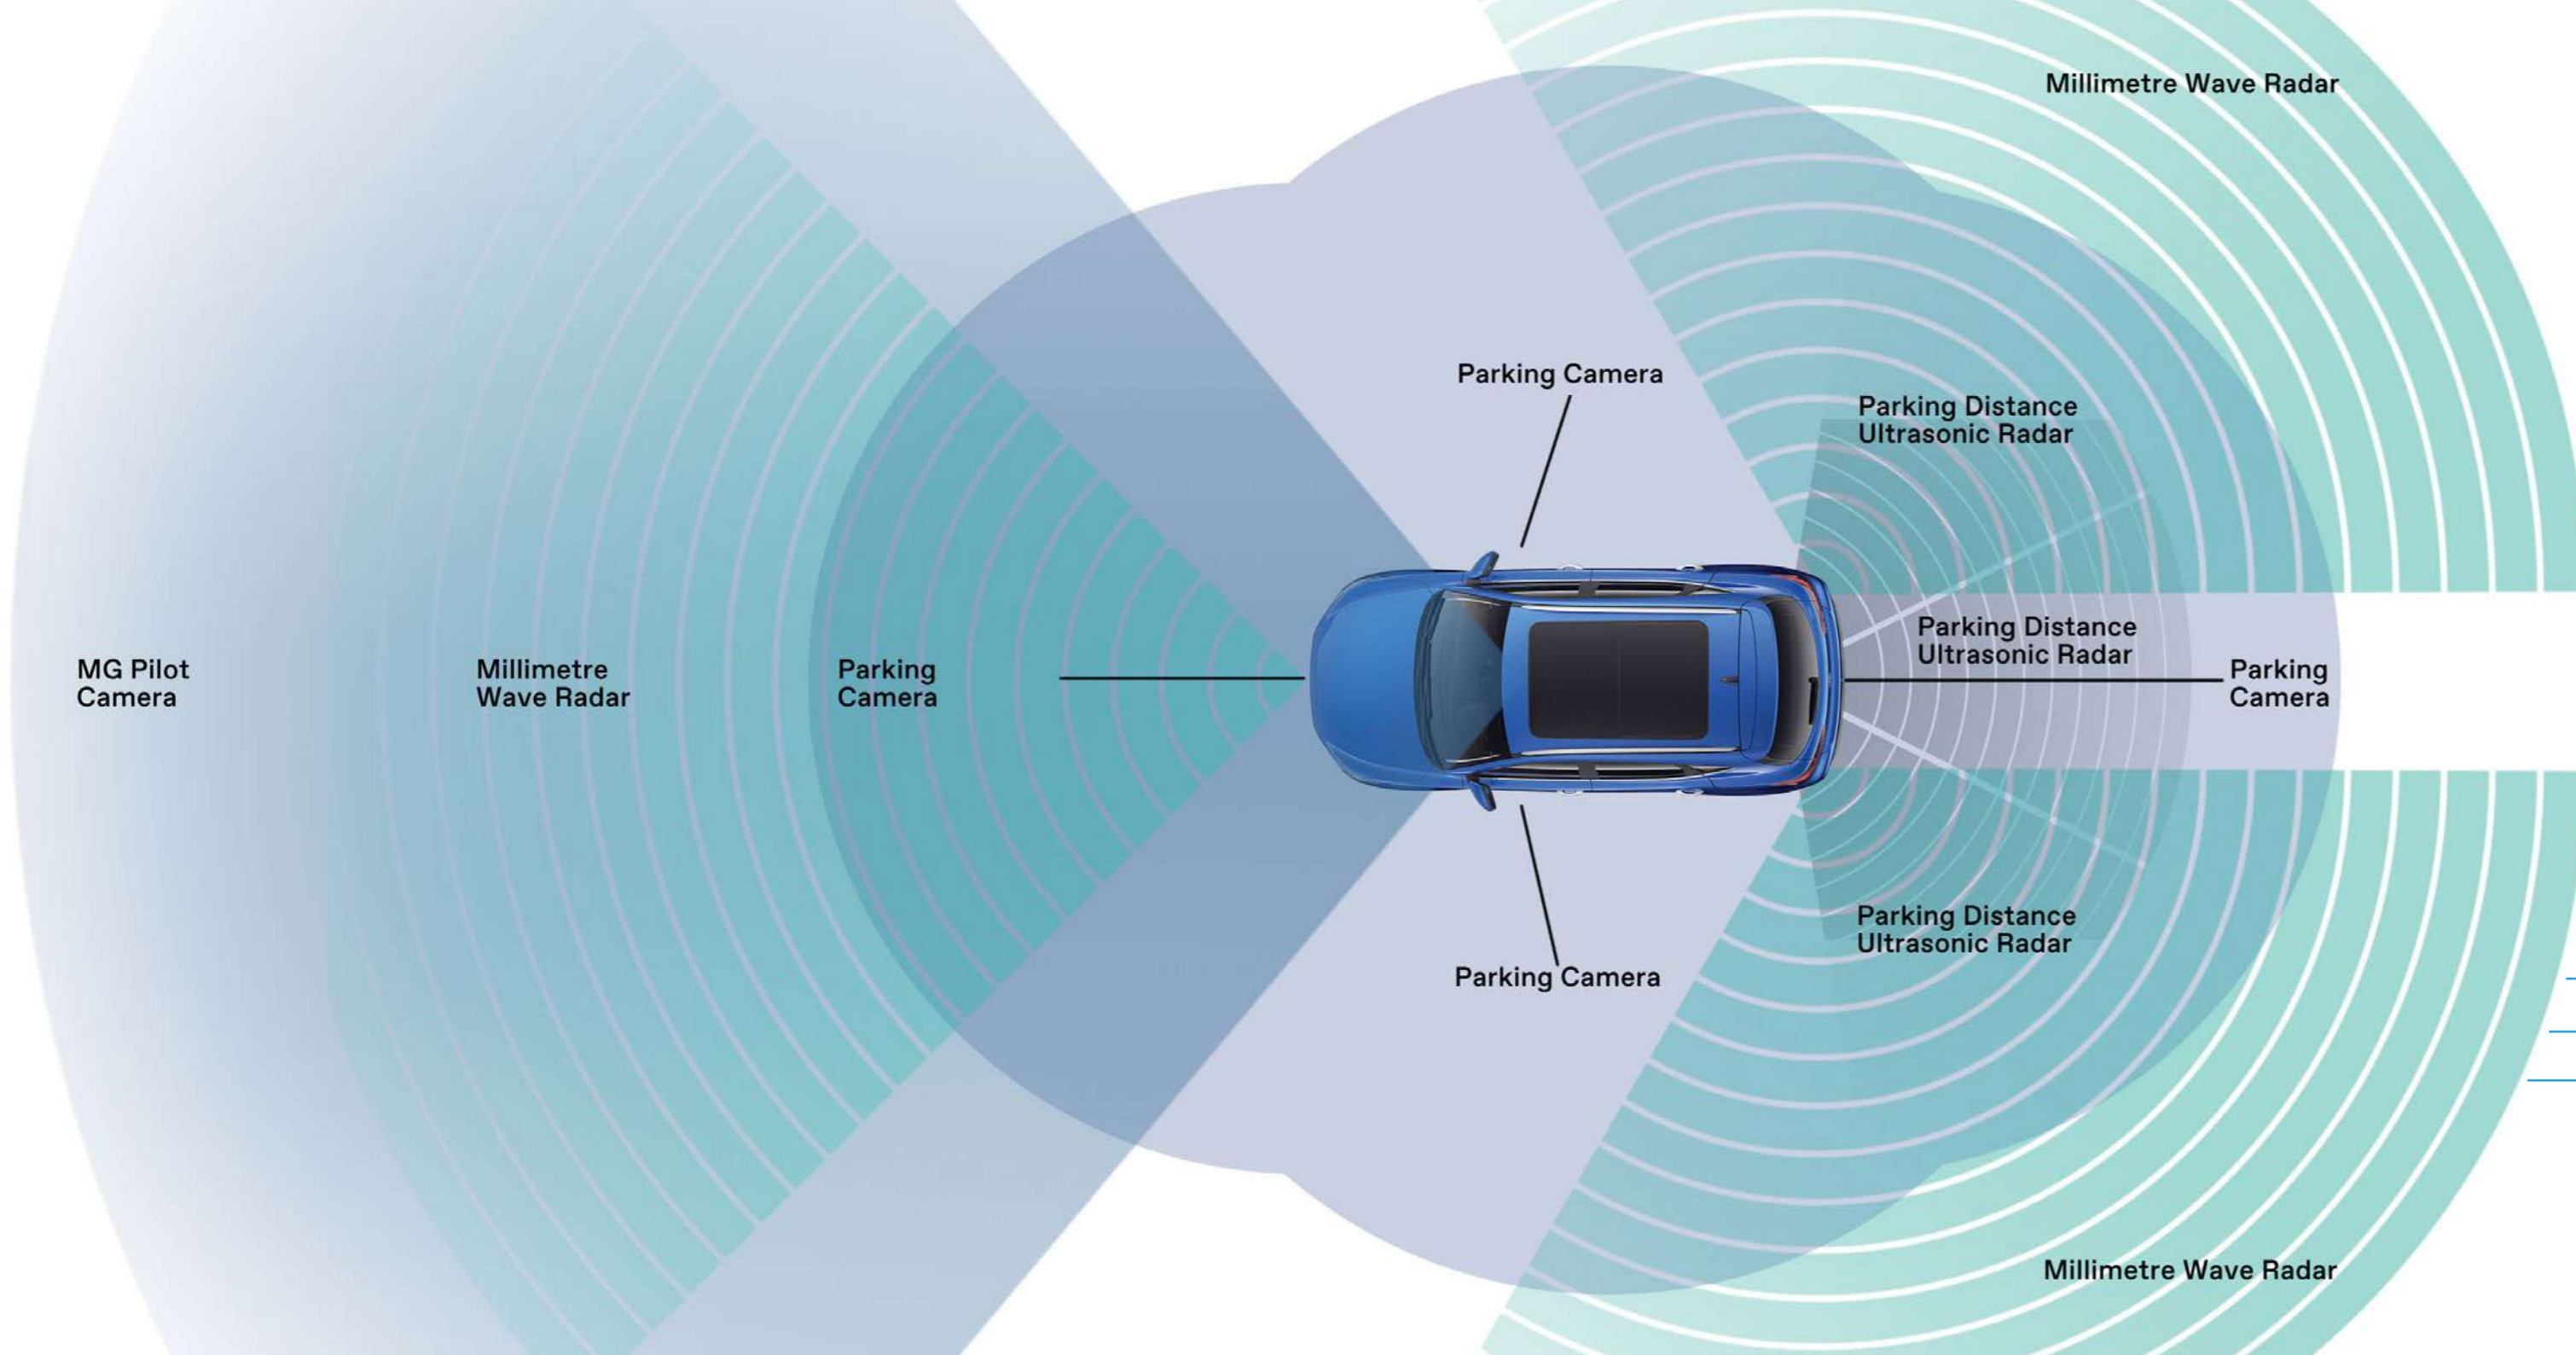 Millimetre Wave Radar
Parking Camera
Parking Distance
Ultrasonic Radar
MG Pilot
Camera
Millimetre
Wave Radar
Parking
Camera
Parking Distance
Ultrasonic Radar
Parking
Camera
Parking Camera
Parking Distance
Ultrasonic Radar
Millimetre Wave Radar